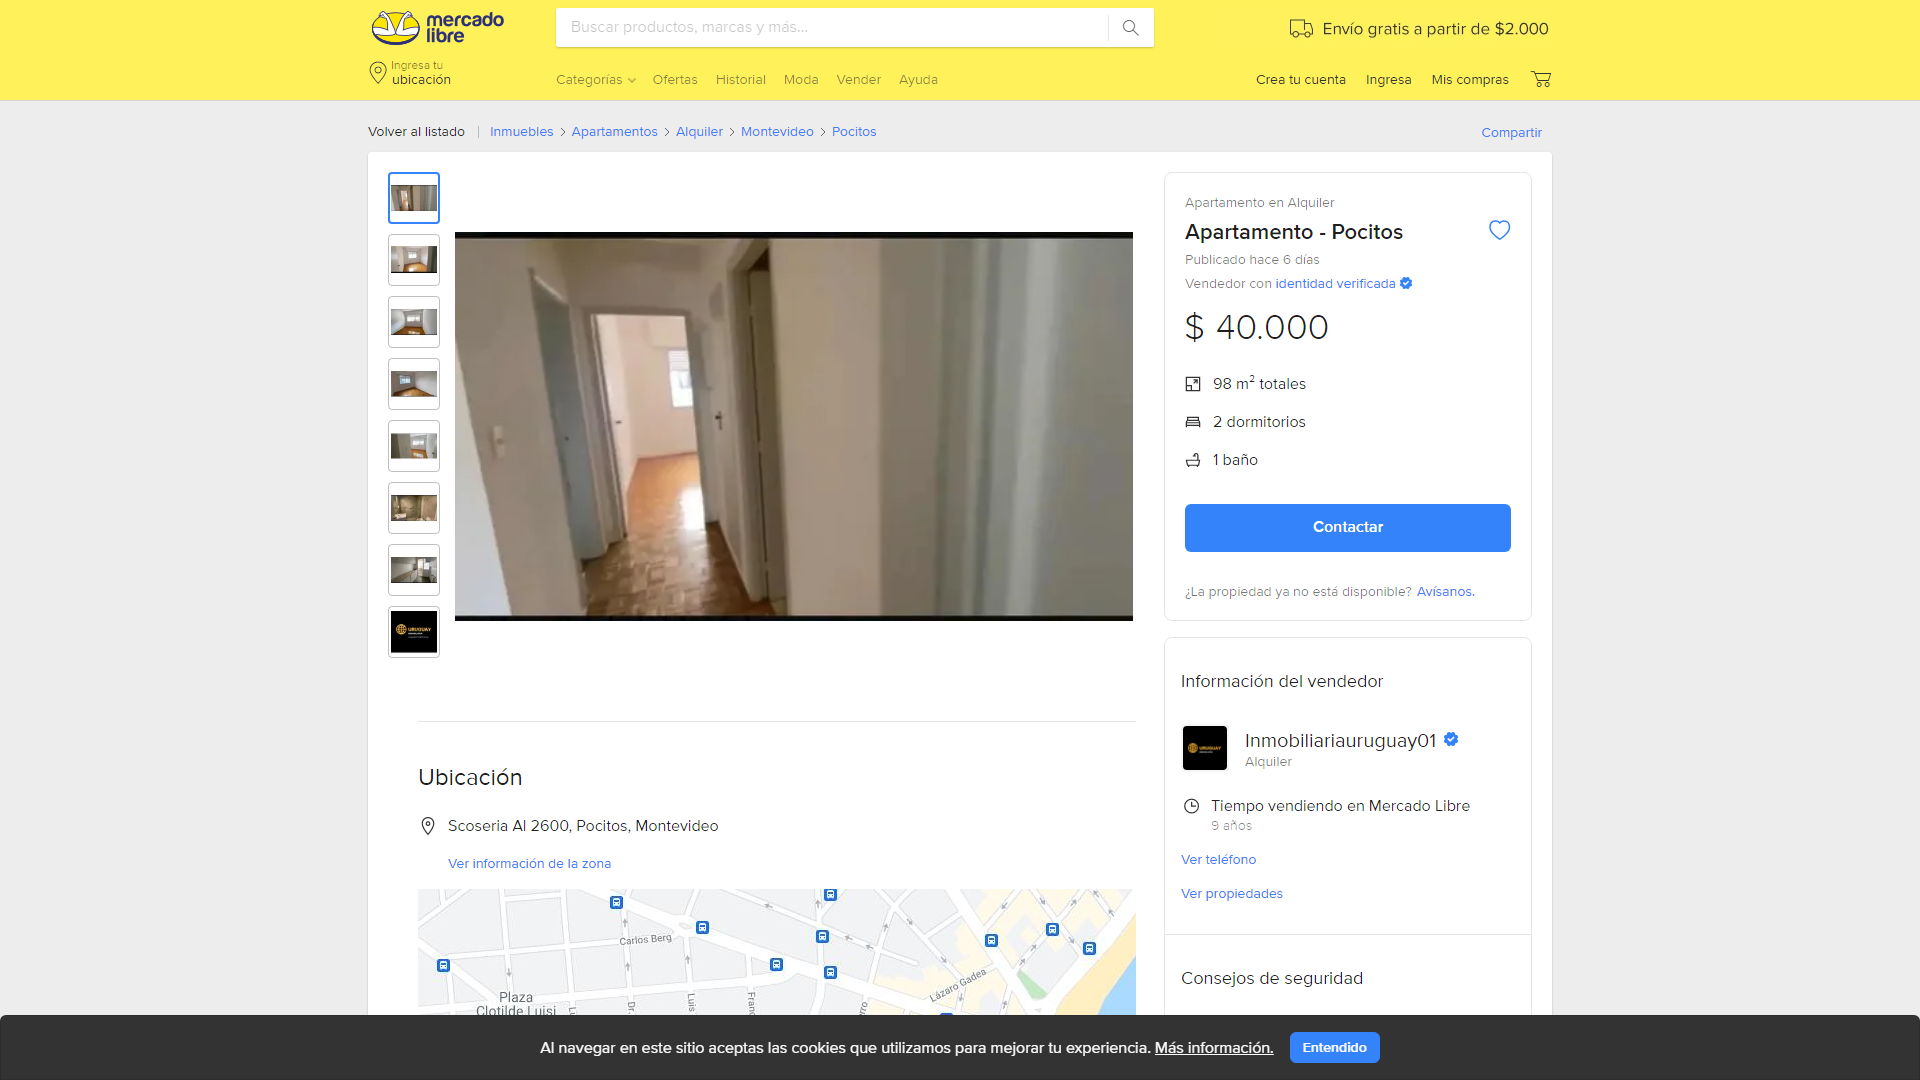 mercado
libre
Buscar productos, marcas y más...
Envío gratis a partir de $2.000
Ingresa tu
ubicación
Categorías
Ofertas
Historial
Moda
Vender
Ayuda
Crea tu cuenta
Ingresa
Mis compras
Volver al listado
Inmuebles
Apartamentos
Alquiler
Montevideo
Pocitos
Compartir
Apartamento en Alquiler
Apartamento - Pocitos
Publicado hace 6 días
Vendedor con identidad verificada
$ 40.000
98 m² totales
2 dormitorios
1 baño
Contactar
¿La propiedad ya no está disponible? Avísanos.
URUGUAY
Información del vendedor
URUGUAY
Inmobiliariauruguay01
Alquiler
Tiempo vendiendo en Mercado Libre
9 años
Ver teléfono
Ver propiedades
Consejos de seguridad
Ubicación
Scoseria Al 2600, Pocitos, Montevideo
Ver información de la zona
Carlos Berg
Lázaro Gadea
Plaza
Clotilde Luisi
Dr.
Luis
Franc
Al navegar en este sitio aceptas las cookies que utilizamos para mejorar tu experiencia. Más información.
Entendido